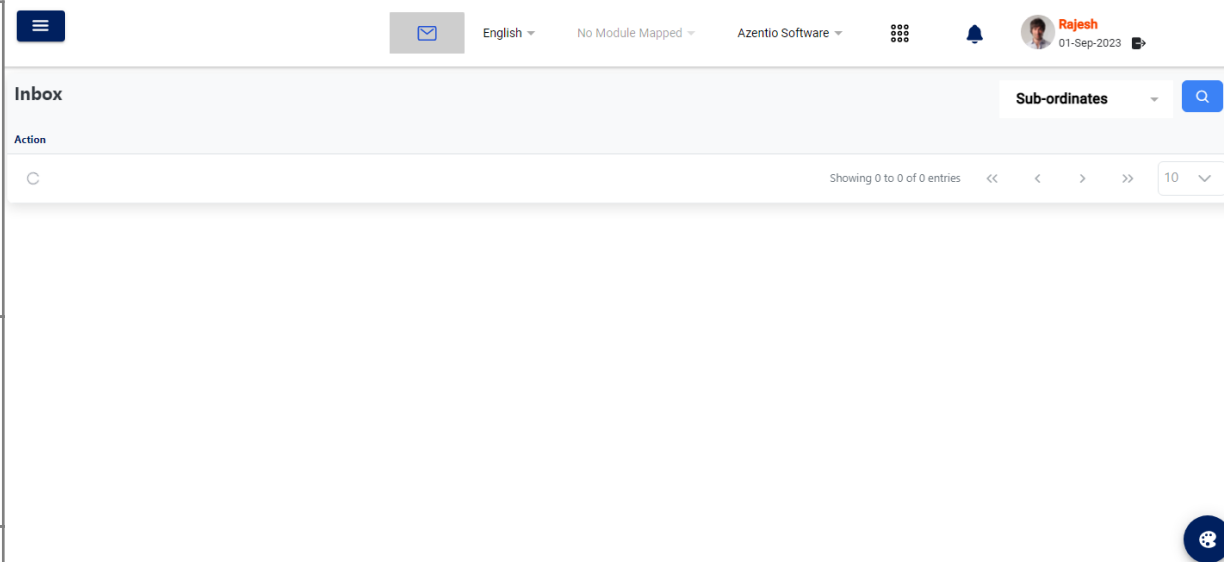 English
No Module Mapped
Azentio Software
Rajesh
01-Sep-2023
Inbox
Sub-ordinates
Action
Showing 0 to 0 of 0 entries
10